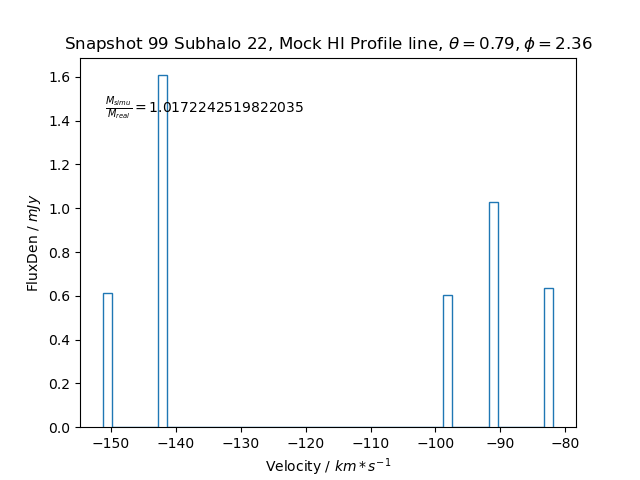 Snapshot 99 Subhalo 22, Mock HI Profile line, θ = 0.79, ϕ = 2.36
M_simu/M_real = 1.0172242519822035
FluxDen / mJy
1.6
1.4
1.2
1.0
0.8
0.6
0.4
0.2
0.0
−150 −140 −130 −120 −110 −100 −90 −80
Velocity / km * s⁻¹